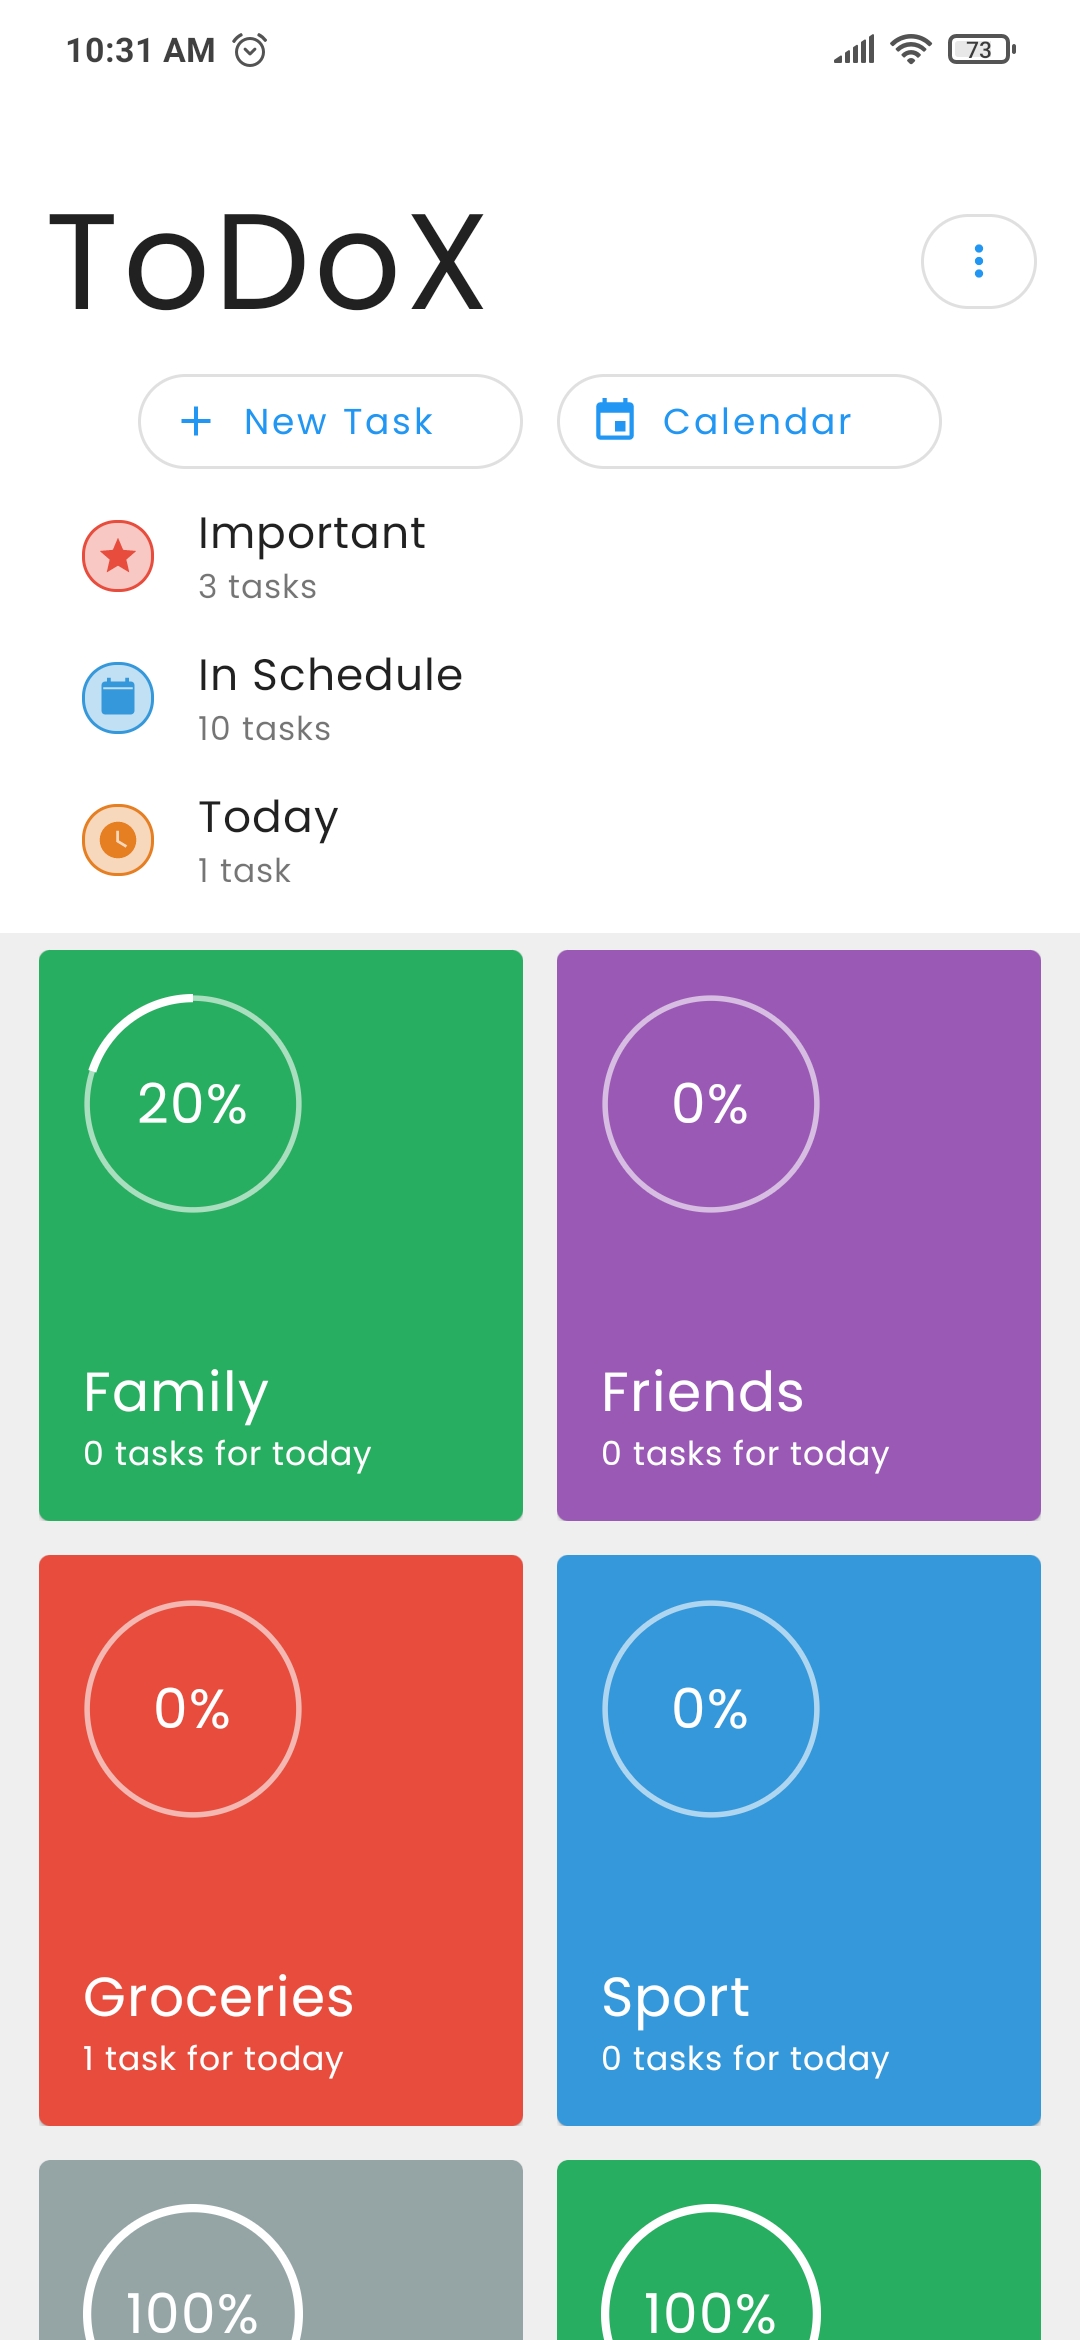 10:31 AM
73
ToDoX
New Task
Calendar
Important
3 tasks
In Schedule
10 tasks
Today
1 task
20%
0%
Family
Friends
0 tasks for today
0 tasks for today
0%
0%
Groceries
Sport
1 task for today
0 tasks for today
100%
100%